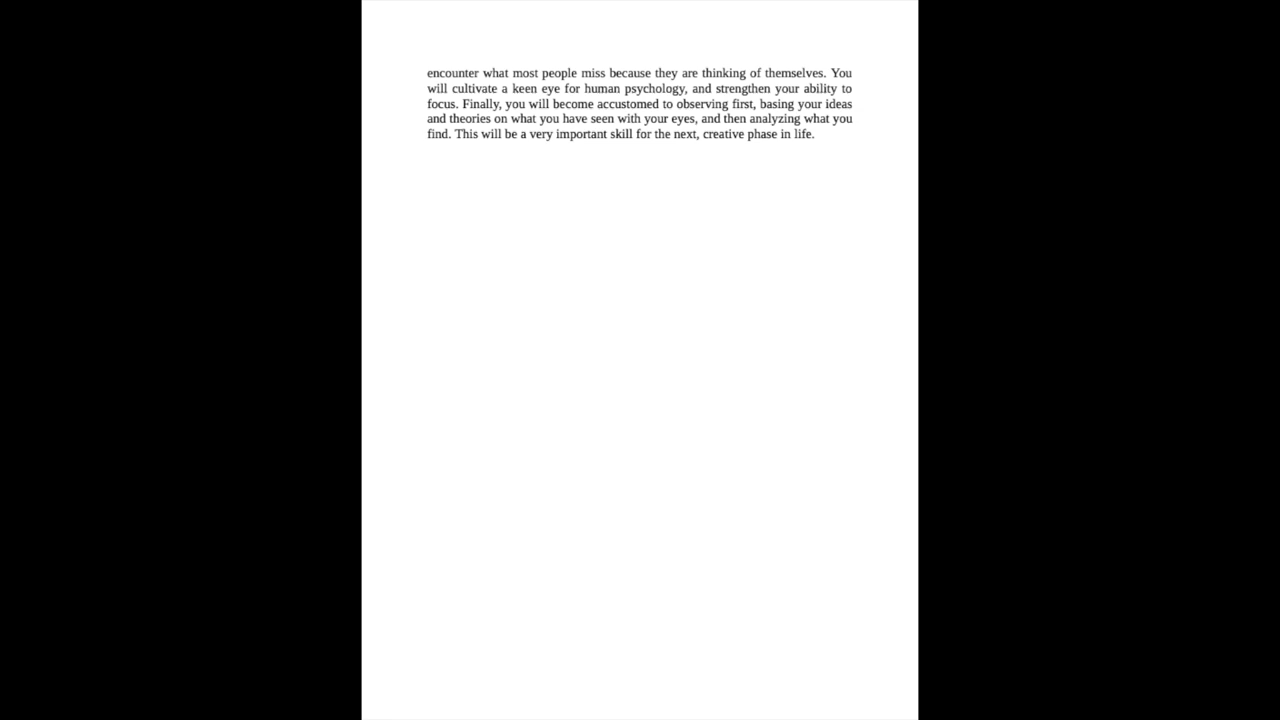 encounter what most people miss because they are thinking of themselves. You
will cultivate a keen eye for human psychology, and strengthen your ability to
focus. Finally, you will become accustomed to observing first, basing your ideas
and theories on what you have seen with your eyes, and then analyzing what you
find. This will be a very important skill for the next, creative phase in life.